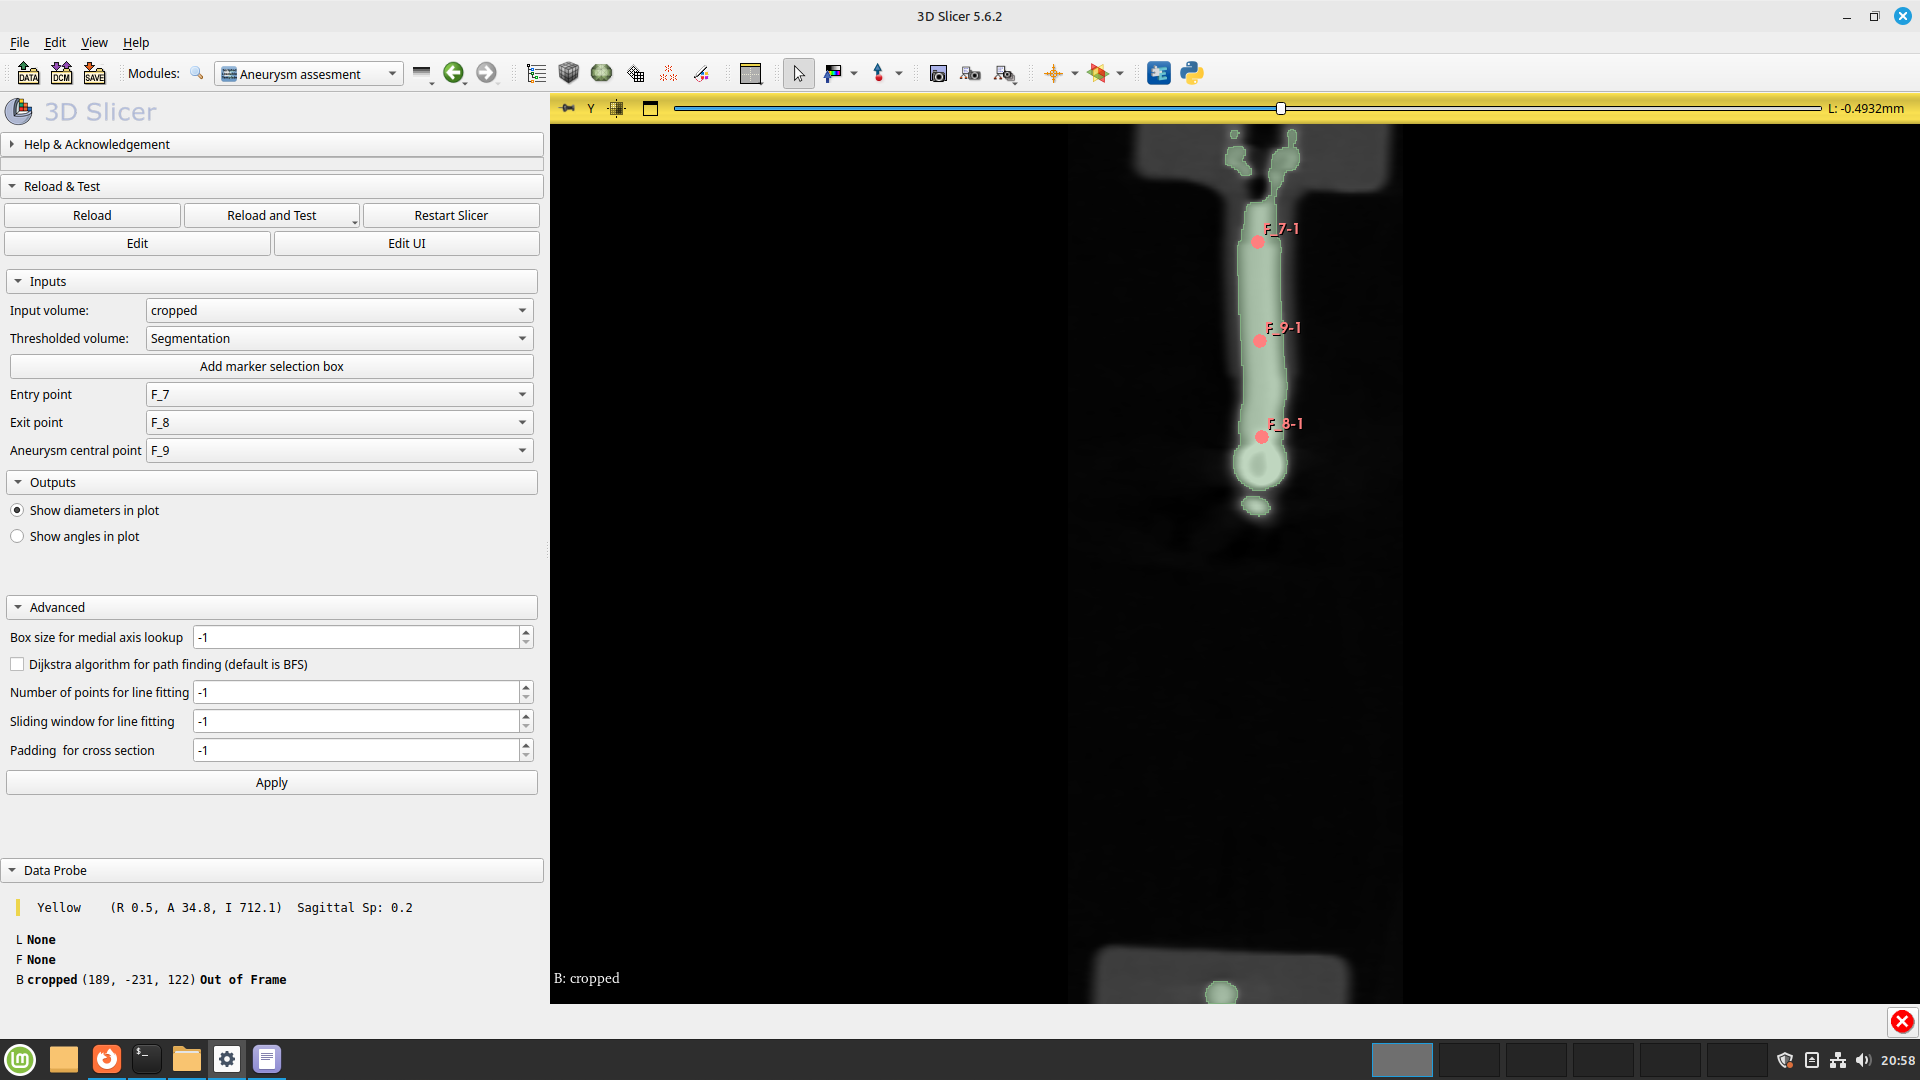 3D Slicer 5.6.2
File Edit View Help
DATA DCM SAVE Modules: Aneurysm assesment
3D Slicer
Y L: -0.4932mm
Help & Acknowledgement
Reload & Test
Reload Reload and Test Restart Slicer
Edit Edit UI
Inputs
Input volume: cropped
Thresholded volume: Segmentation
Add marker selection box
Entry point F_7
Exit point F_8
Aneurysm central point F_9
Outputs
Show diameters in plot
Show angles in plot
Advanced
Box size for medial axis lookup -1
Dijkstra algorithm for path finding (default is BFS)
Number of points for line fitting -1
Sliding window for line fitting -1
Padding for cross section -1
Apply
Data Probe
Yellow (R 0.5, A 34.8, I 712.1) Sagittal Sp: 0.2
L None
F None
B cropped (189, -231, 122) Out of Frame
F_7-1
F_9-1
F_8-1
B: cropped
20:58